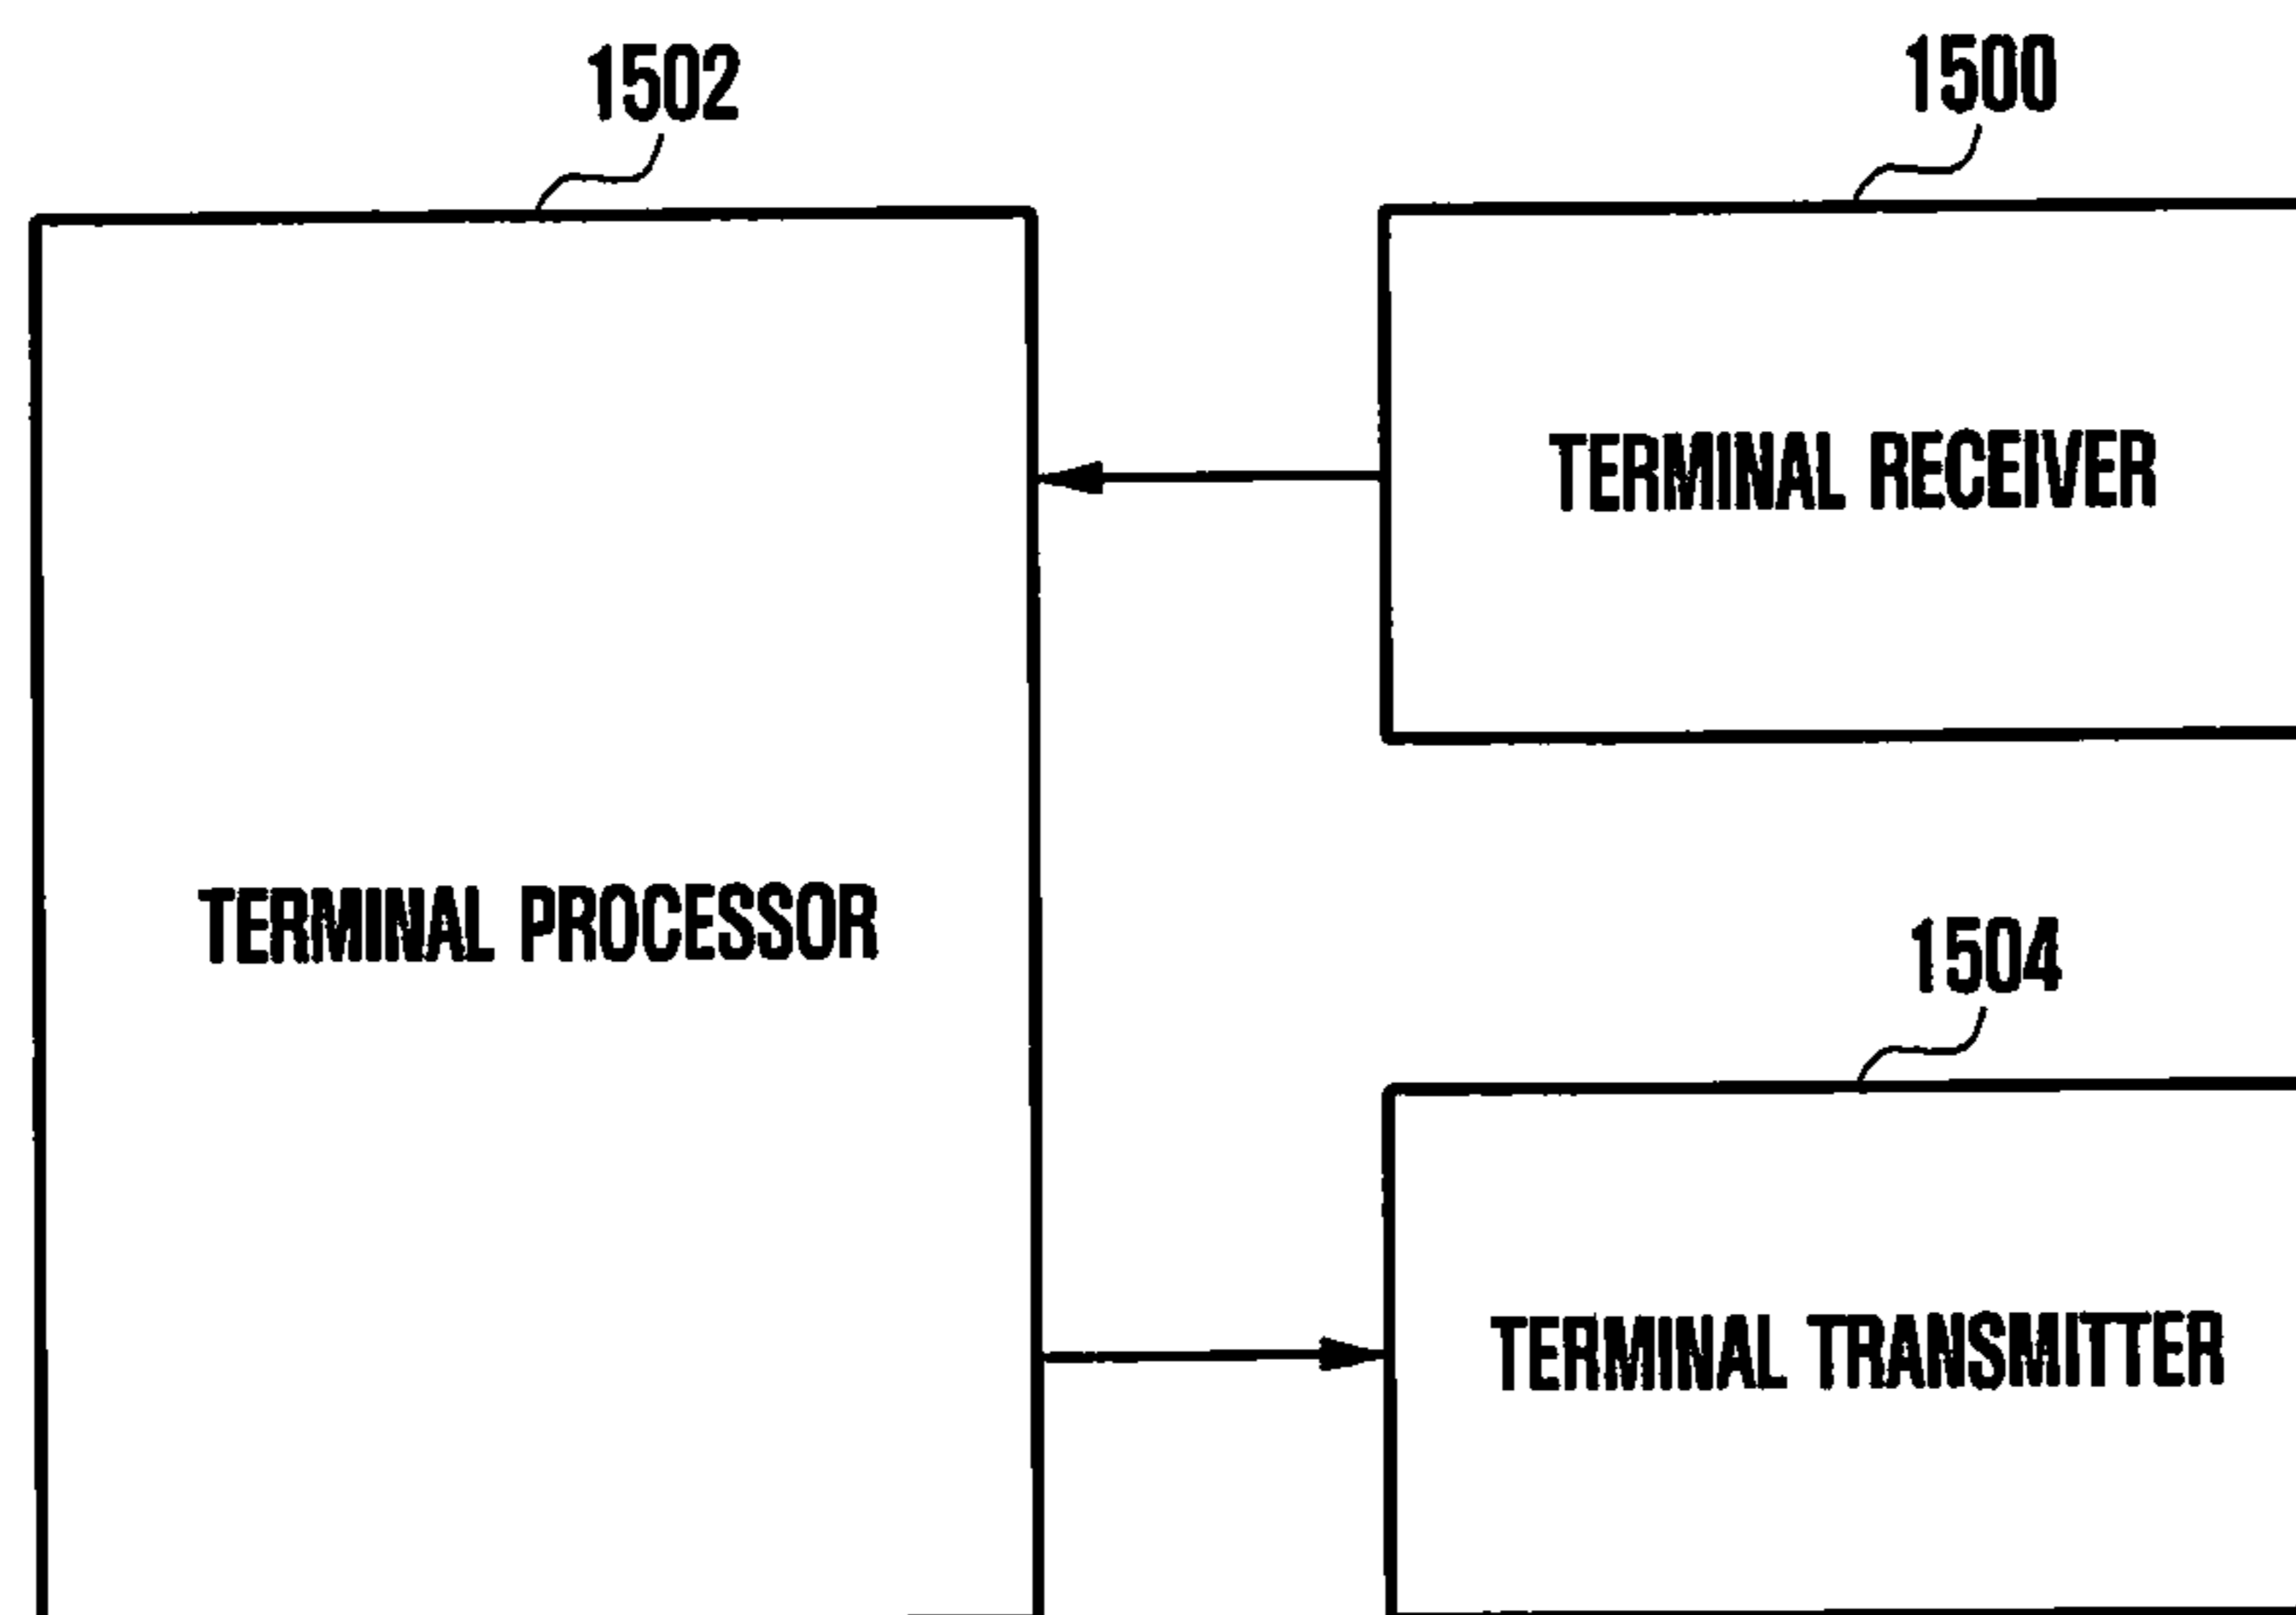 1502
1500
TERMINAL RECEIVER
TERMINAL PROCESSOR
1504
TERMINAL TRANSMITTER